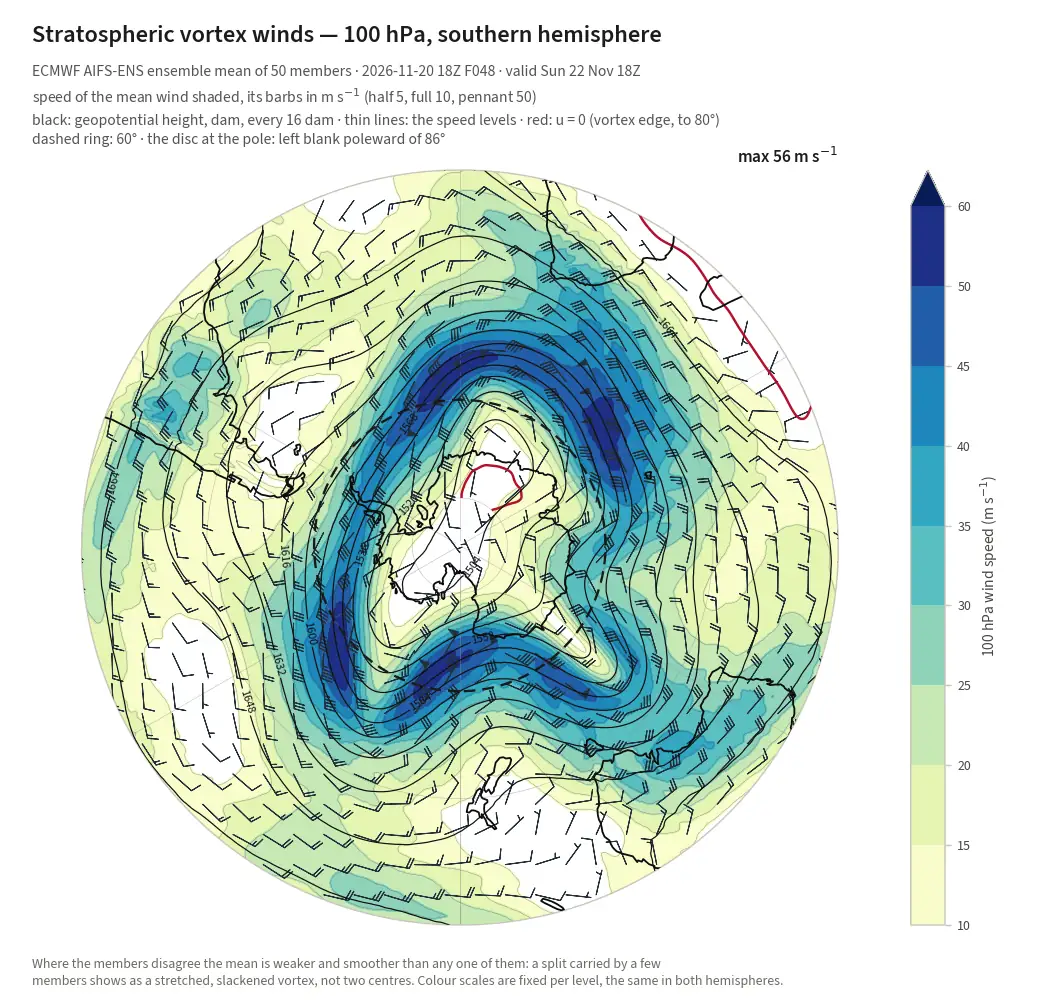 Stratospheric vortex winds — 100 hPa, southern hemisphere
ECMWF AIFS-ENS ensemble mean of 50 members · 2026-11-20 18Z F048 · valid Sun 22 Nov 18Z
speed of the mean wind shaded, its barbs in m s⁻¹ (half 5, full 10, pennant 50)
black: geopotential height, dam, every 16 dam · thin lines: the speed levels · red: u = 0 (vortex edge, to 80°)
dashed ring: 60° · the disc at the pole: left blank poleward of 86°
max 56 m s⁻¹
60
50
45
40
35
30
25
20
15
10
100 hPa wind speed (m s⁻¹)
1664
1616
1600
1632
1648
1504
Where the members disagree the mean is weaker and smoother than any one of them: a split carried by a few
members shows as a stretched, slackened vortex, not two centres. Colour scales are fixed per level, the same in both hemispheres.